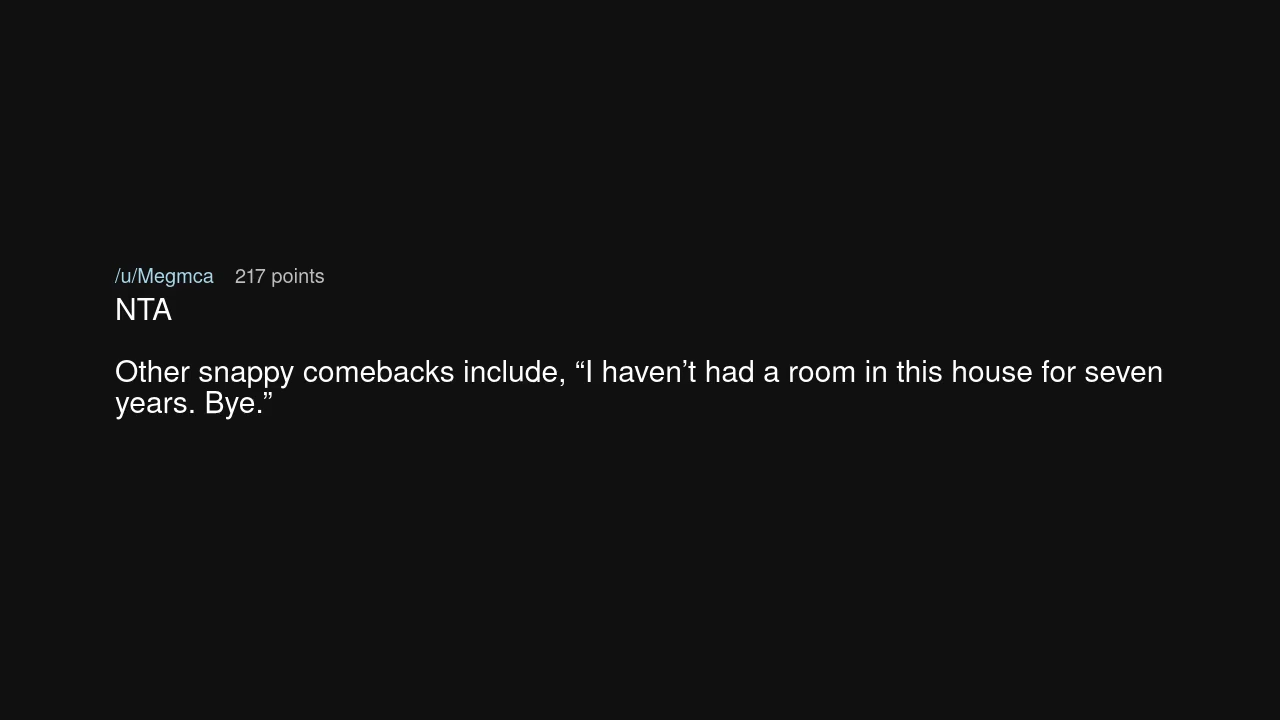 /u/Megmca 217 points
NTA
Other snappy comebacks include, “I haven’t had a room in this house for seven
years. Bye.”